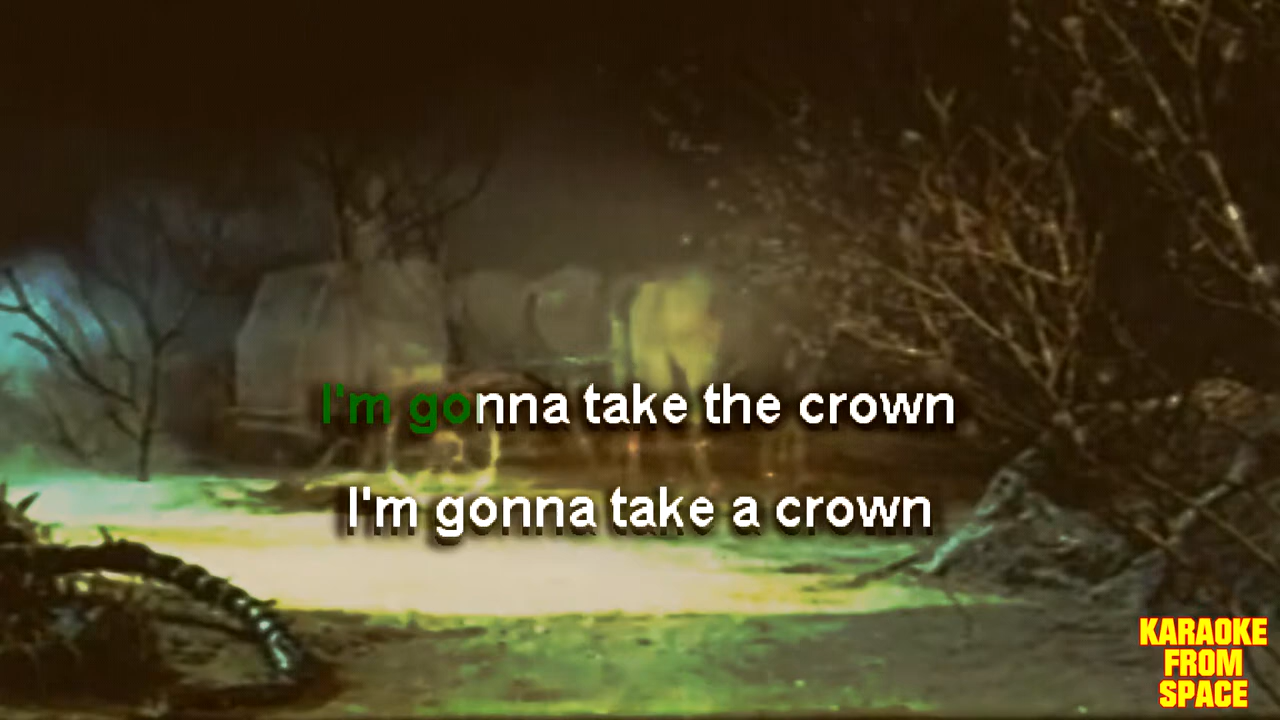 I'm gonna take the crown
I'm gonna take a crown
KARAOKE
FROM
SPACE